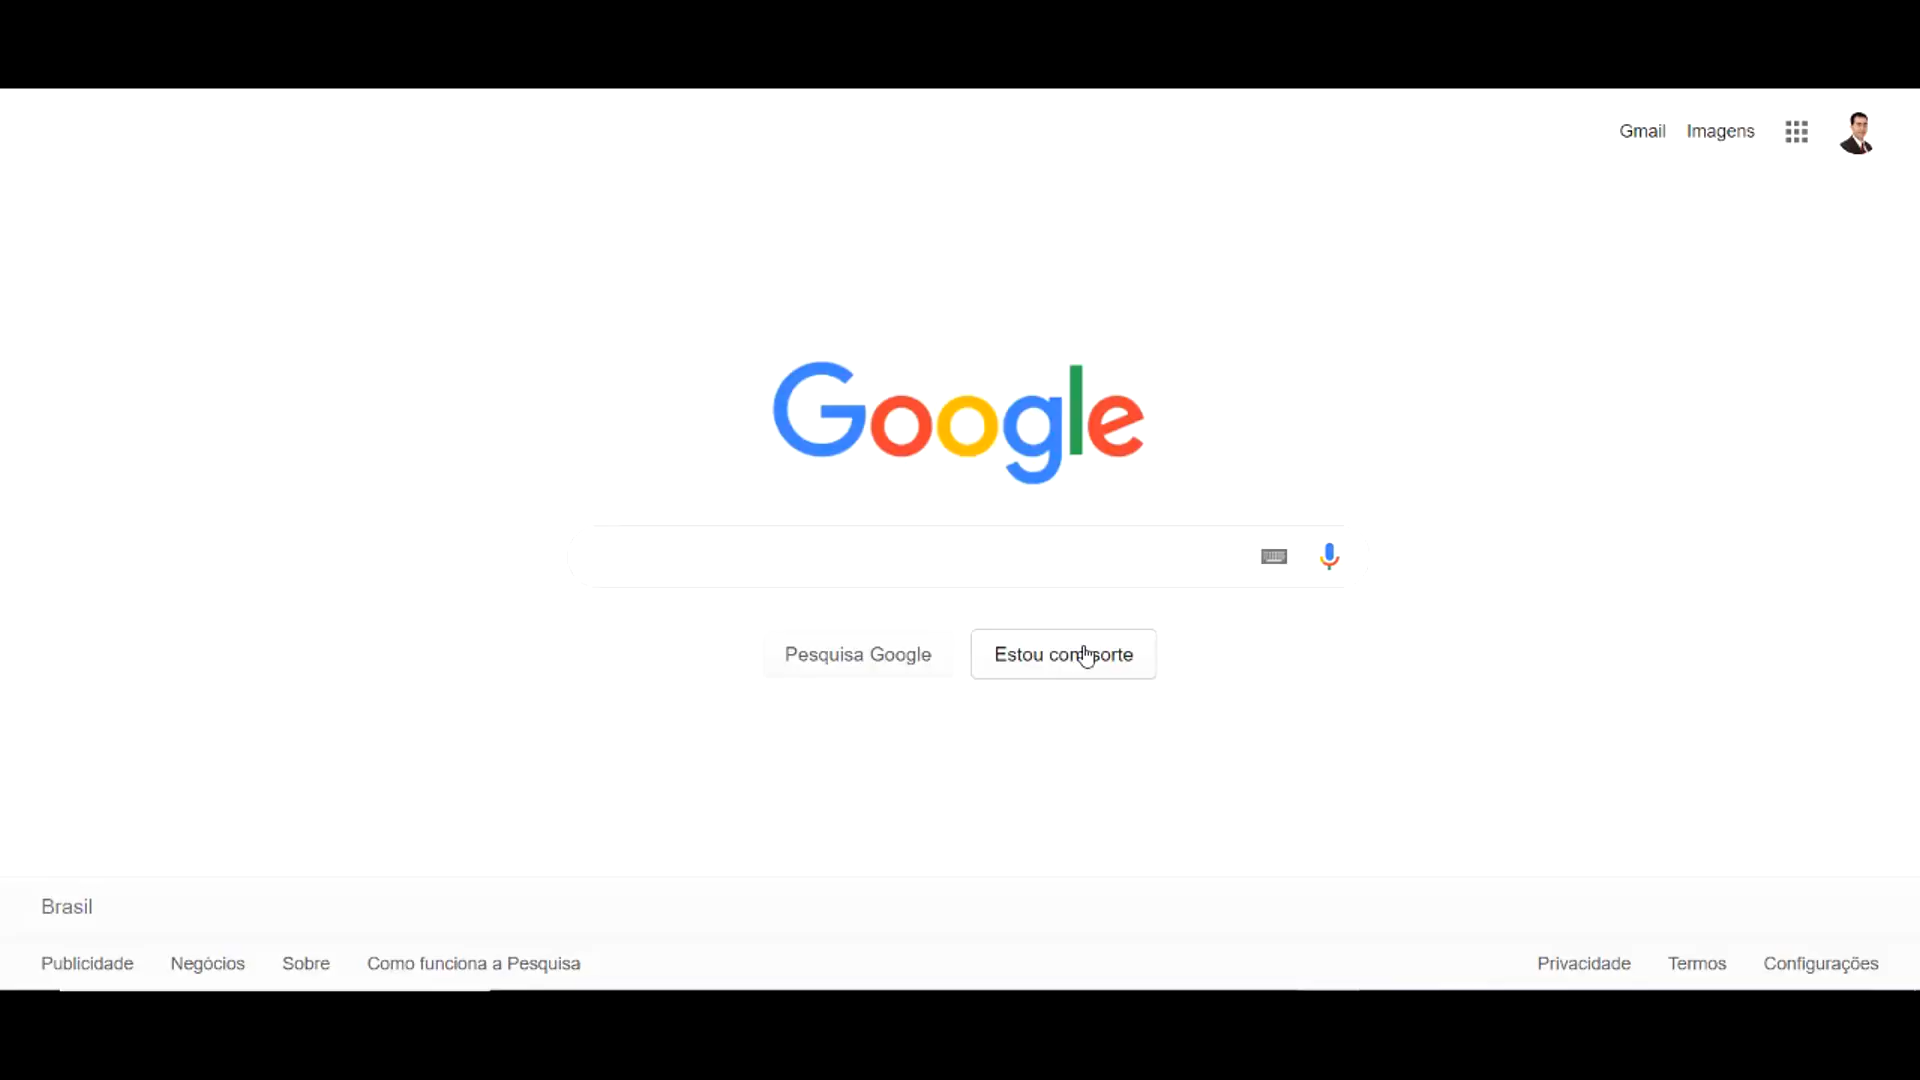 Gmail Imagens
Google
Pesquisa Google Estou com sorte
Brasil
Publicidade Negócios Sobre Como funciona a Pesquisa Privacidade Termos Configurações